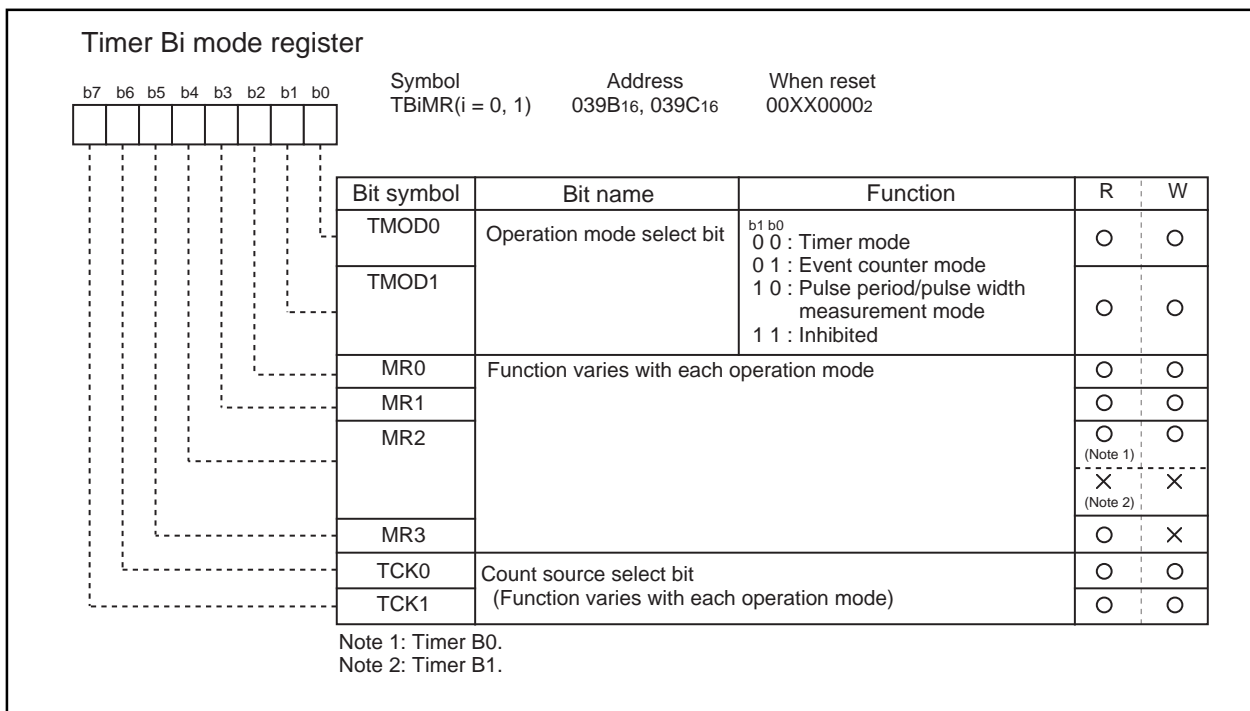 Timer Bi mode register
Symbol Address When reset
TBiMR(i = 0, 1) 039B16, 039C16 00XX00002
b7 b6 b5 b4 b3 b2 b1 b0
Bit symbol Bit name Function R W
TMOD0 Operation mode select bit b1 b0
0 0 : Timer mode
0 1 : Event counter mode
TMOD1 1 0 : Pulse period/pulse width
measurement mode
1 1 : Inhibited
MR0 Function varies with each operation mode
MR1
MR2
(Note 1)
(Note 2)
MR3
TCK0 Count source select bit
TCK1 (Function varies with each operation mode)
Note 1: Timer B0.
Note 2: Timer B1.